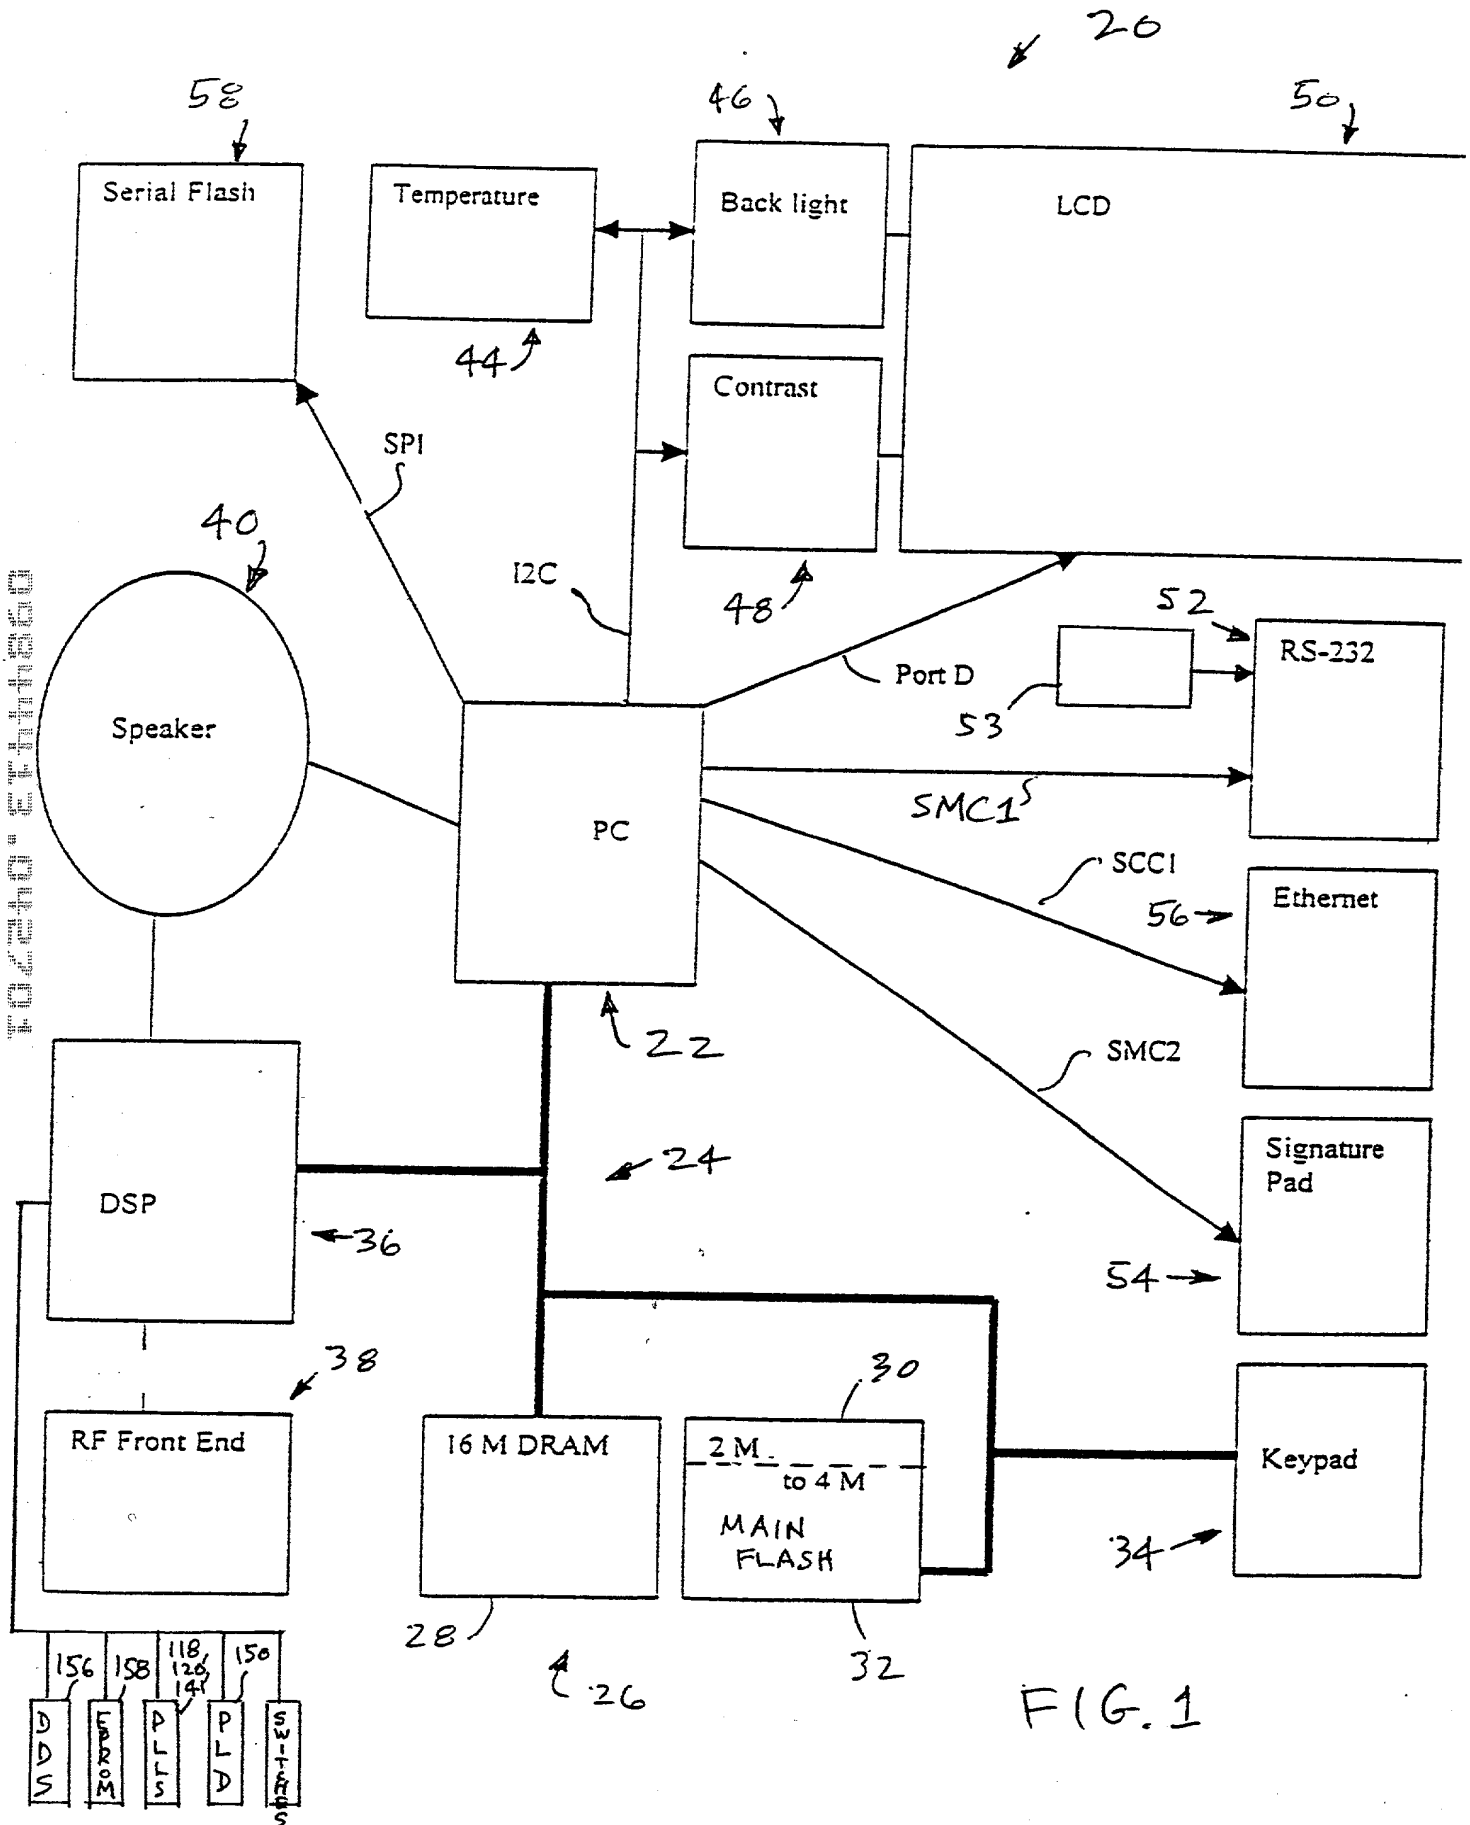 20
58
46
50
Serial Flash
Temperature
Back light
LCD
44
Contrast
SPI
40
I2C
48
52
RS-232
Port D
53
Speaker
PC
SMC1
SCC1
56
Ethernet
22
SMC2
24
Signature
Pad
DSP
36
54
38
30
RF Front End
16 M DRAM
2 M
to 4 M
MAIN
FLASH
Keypad
34
28
32
26
156
158
118,
120,
141
150
DDS
EPROM
PLLS
PLD
SWITCHES
FIG. 1